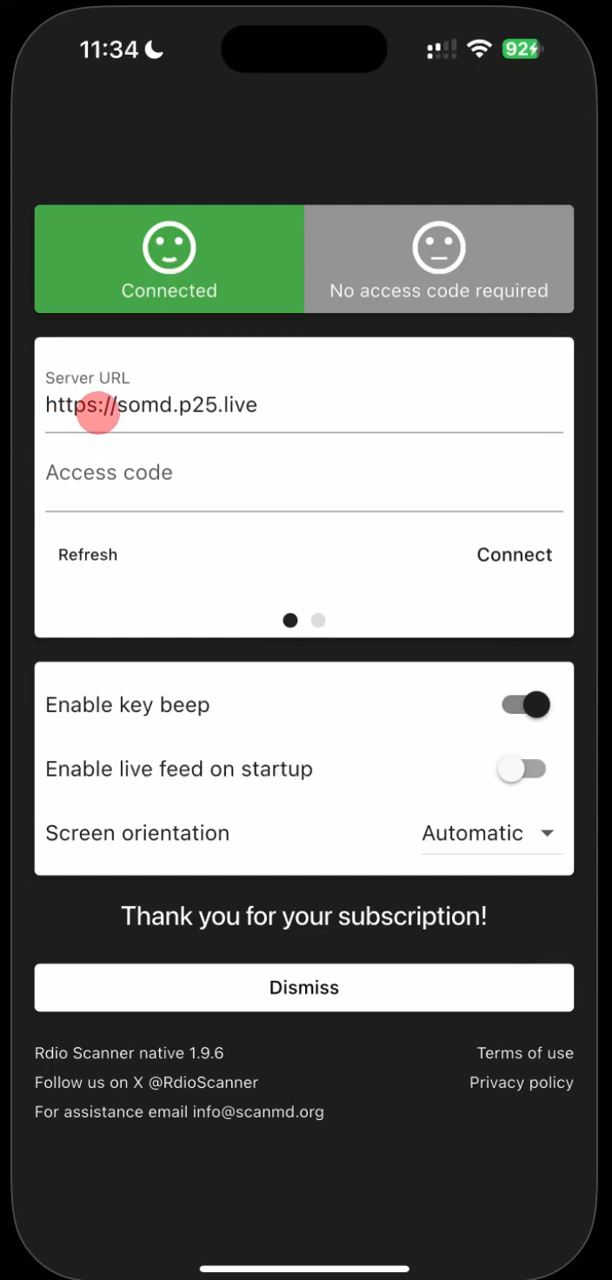 11:34
92
Connected
No access code required
Server URL
https://somd.p25.live
Access code
Refresh
Connect
Enable key beep
Enable live feed on startup
Screen orientation
Automatic
Thank you for your subscription!
Dismiss
Rdio Scanner native 1.9.6
Terms of use
Follow us on X @RdioScanner
Privacy policy
For assistance email info@scanmd.org